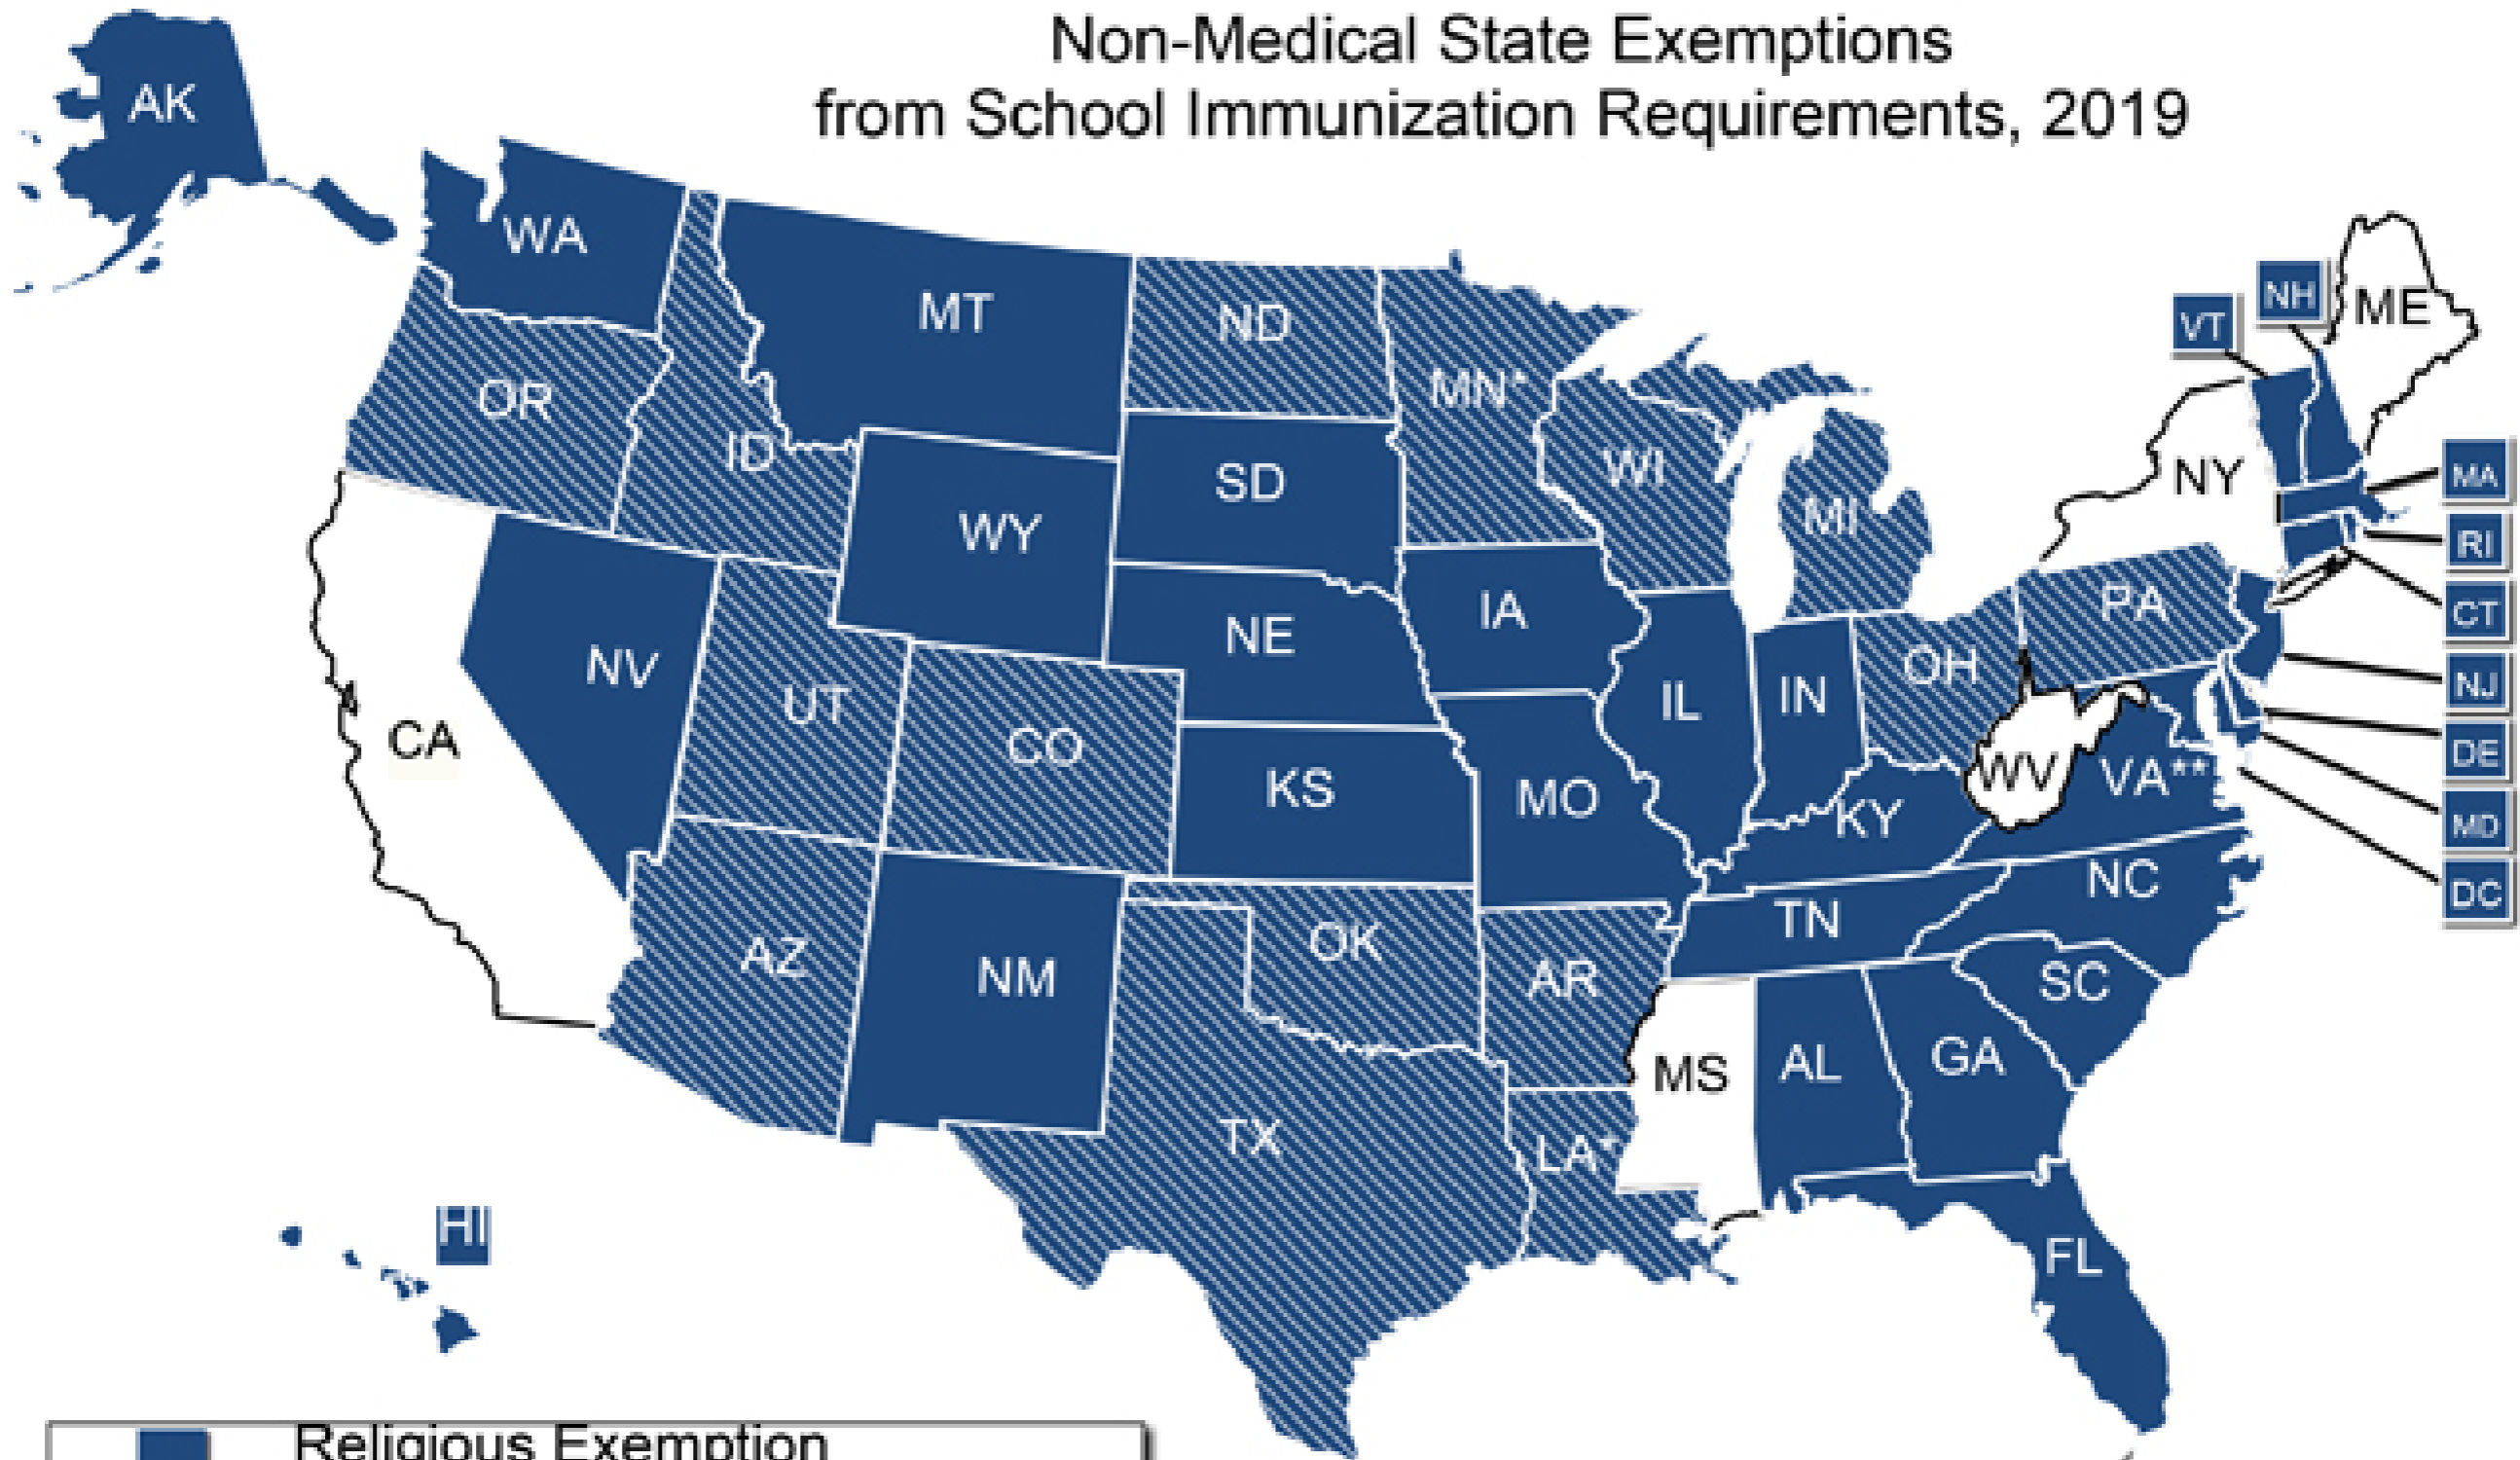 Non-Medical State Exemptions
from School Immunization Requirements, 2019
AK
WA
MT
ND
MN*
VT
NH
ME
OR
ID
SD
WI
MI
NY
MA
WY
RI
IA
NE
PA
CT
NV
UT
CO
IL
IN
OH
NJ
CA
KS
MO
KY
WV
VA**
DE
MD
DC
AZ
NM
OK
AR
TN
NC
SC
MS
AL
GA
TX
LA*
HI
FL
Religious Exemption